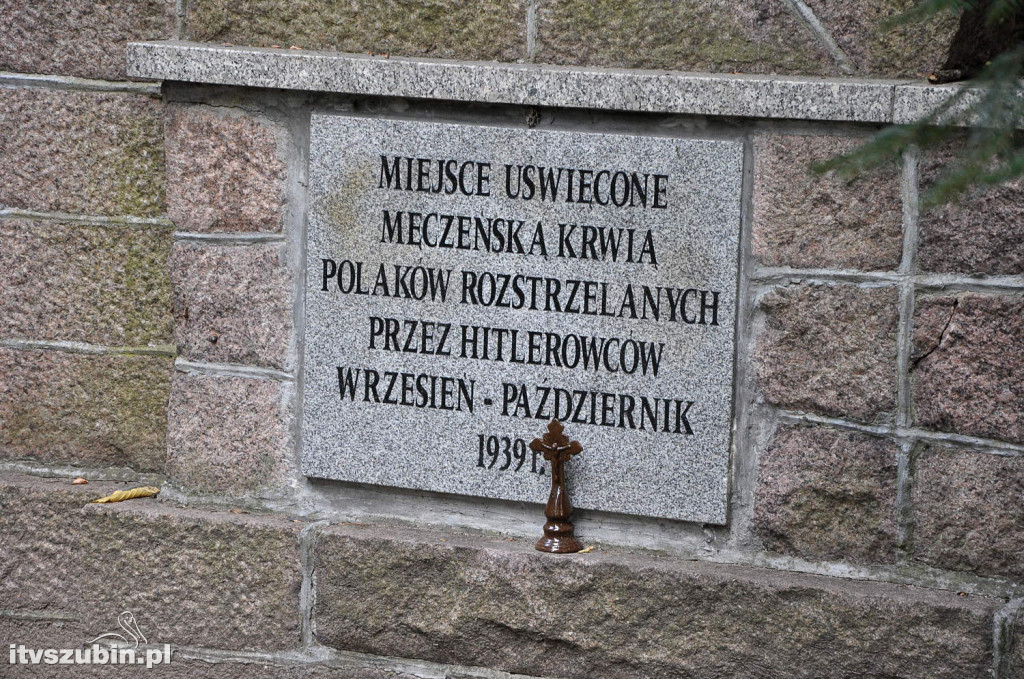 MIEJSCE UŚWIĘCONE
MĘCZEŃSKĄ KRWIĄ
POLAKÓW ROZSTRZELANYCH
PRZEZ HITLEROWCÓW
WRZESIEŃ - PAŹDZIERNIK
1939 r.
itvszubin.pl